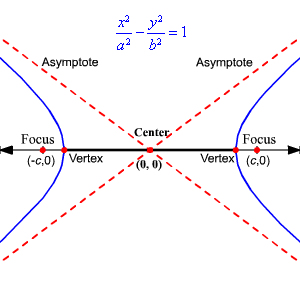 x²/a² − y²/b² = 1
Asymptote Asymptote
Center
Focus Focus
Vertex Vertex
(-c,0) (0, 0) (c,0)